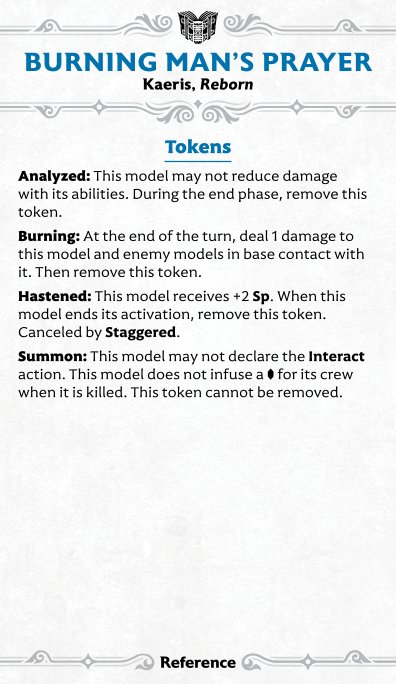 BURNING MAN'S PRAYER
Kaeris, Reborn
Tokens
Analyzed: This model may not reduce damage
with its abilities. During the end phase, remove this
token.
Burning: At the end of the turn, deal 1 damage to
this model and enemy models in base contact with
it. Then remove this token.
Hastened: This model receives +2 Sp. When this
model ends its activation, remove this token.
Canceled by Staggered.
Summon: This model may not declare the Interact
action. This model does not infuse a for its crew
when it is killed. This token cannot be removed.
Reference